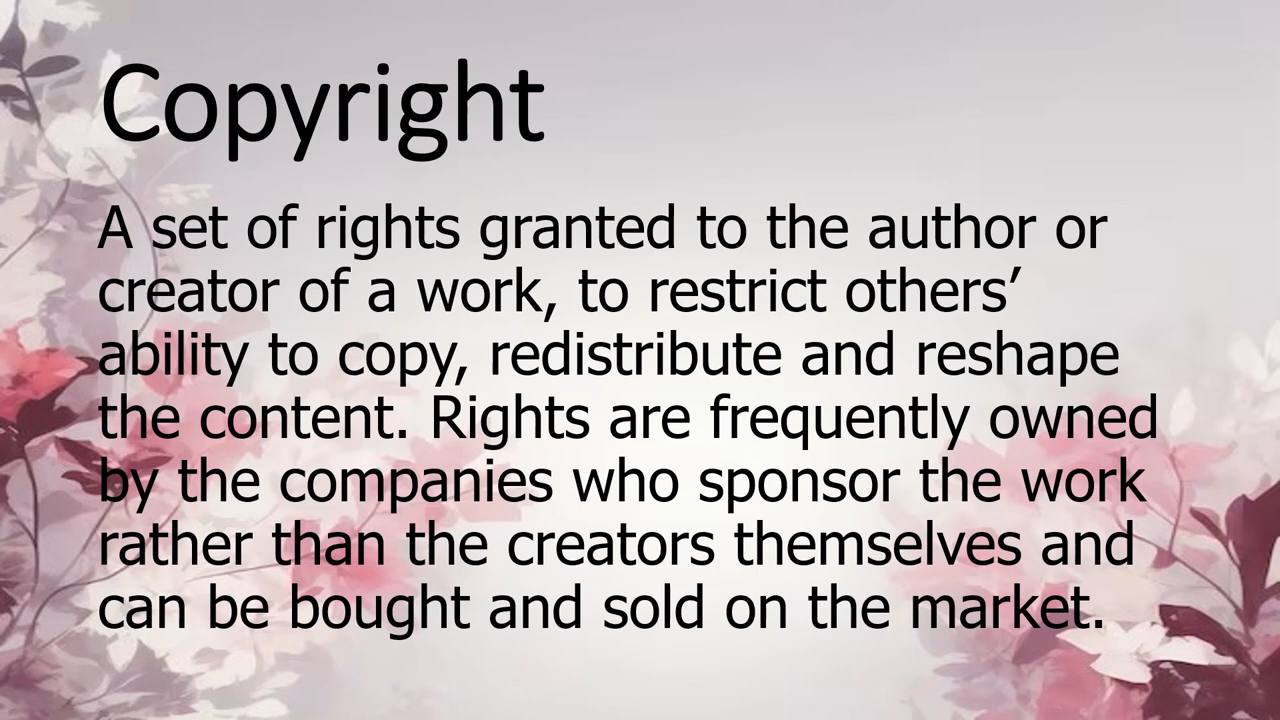 Copyright
A set of rights granted to the author or
creator of a work, to restrict others’
ability to copy, redistribute and reshape
the content. Rights are frequently owned
by the companies who sponsor the work
rather than the creators themselves and
can be bought and sold on the market.